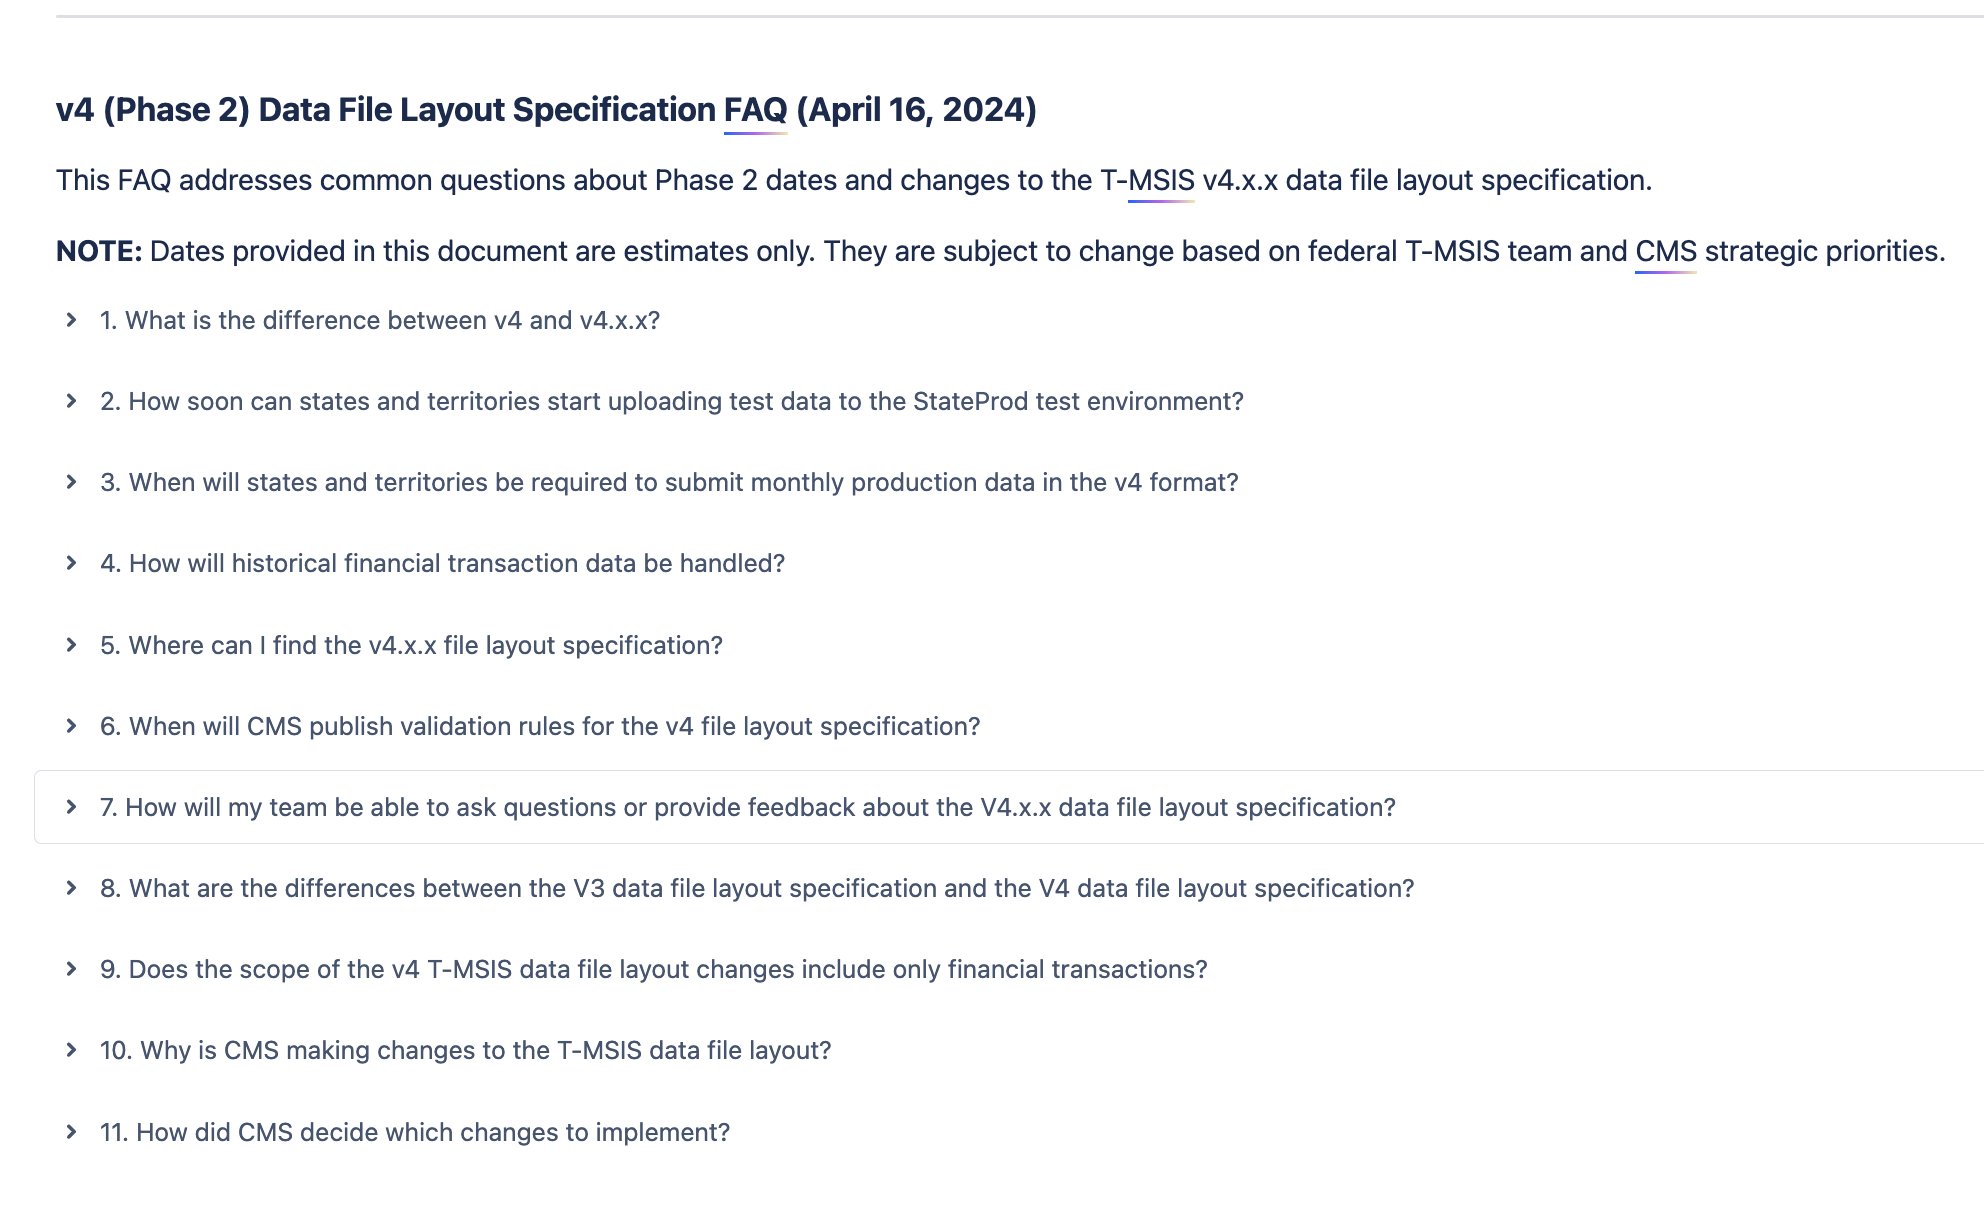 v4 (Phase 2) Data File Layout Specification FAQ (April 16, 2024)
This FAQ addresses common questions about Phase 2 dates and changes to the T-MSIS v4.x.x data file layout specification.
NOTE: Dates provided in this document are estimates only. They are subject to change based on federal T-MSIS team and CMS strategic priorities.
1. What is the difference between v4 and v4.x.x?
2. How soon can states and territories start uploading test data to the StateProd test environment?
3. When will states and territories be required to submit monthly production data in the v4 format?
4. How will historical financial transaction data be handled?
5. Where can I find the v4.x.x file layout specification?
6. When will CMS publish validation rules for the v4 file layout specification?
7. How will my team be able to ask questions or provide feedback about the V4.x.x data file layout specification?
8. What are the differences between the V3 data file layout specification and the V4 data file layout specification?
9. Does the scope of the v4 T-MSIS data file layout changes include only financial transactions?
10. Why is CMS making changes to the T-MSIS data file layout?
11. How did CMS decide which changes to implement?